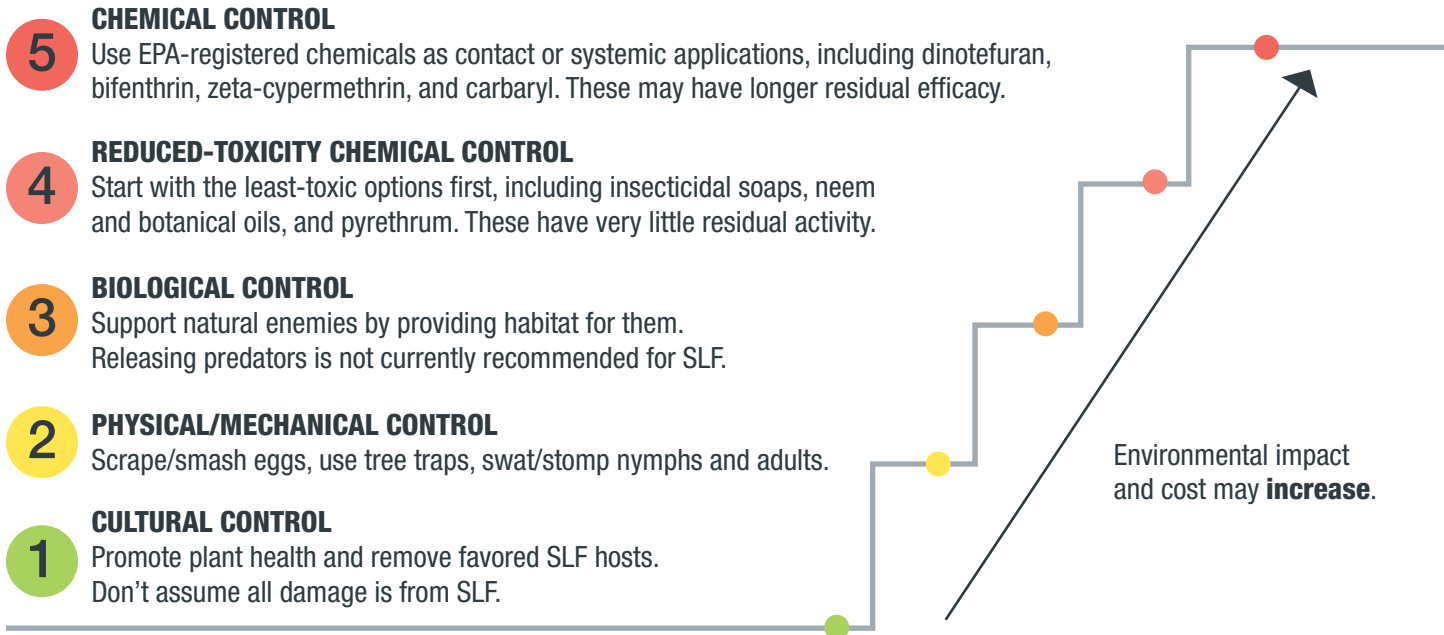 5
CHEMICAL CONTROL
Use EPA-registered chemicals as contact or systemic applications, including dinotefuran,
bifenthrin, zeta-cypermethrin, and carbaryl. These may have longer residual efficacy.
4
REDUCED-TOXICITY CHEMICAL CONTROL
Start with the least-toxic options first, including insecticidal soaps, neem
and botanical oils, and pyrethrum. These have very little residual activity.
3
BIOLOGICAL CONTROL
Support natural enemies by providing habitat for them.
Releasing predators is not currently recommended for SLF.
2
PHYSICAL/MECHANICAL CONTROL
Scrape/smash eggs, use tree traps, swat/stomp nymphs and adults.
1
CULTURAL CONTROL
Promote plant health and remove favored SLF hosts.
Don’t assume all damage is from SLF.
Environmental impact
and cost may increase.